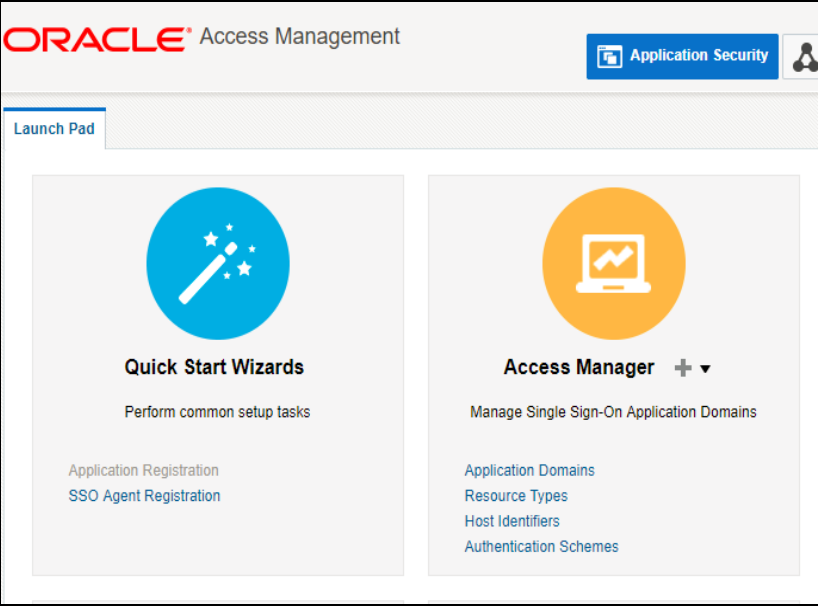 ORACLE® Access Management
Application Security
Launch Pad
Quick Start Wizards
Perform common setup tasks
Application Registration
SSO Agent Registration
Access Manager
Manage Single Sign-On Application Domains
Application Domains
Resource Types
Host Identifiers
Authentication Schemes